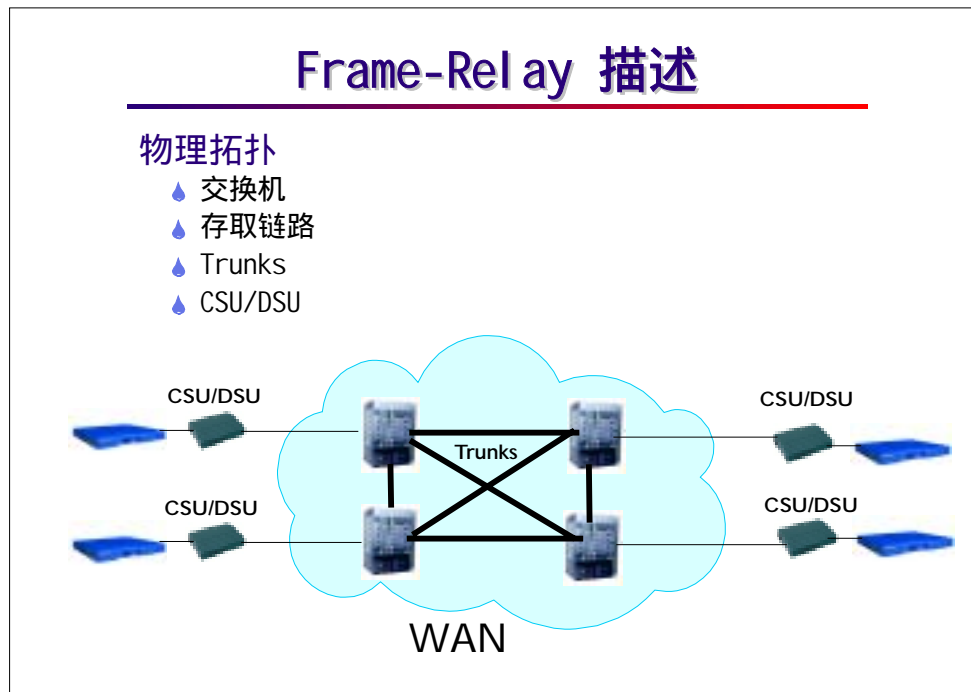 Frame-Relay 描述
物理拓扑
交换机
存取链路
Trunks
CSU/DSU
CSU/DSU
CSU/DSU
Trunks
CSU/DSU
CSU/DSU
WAN